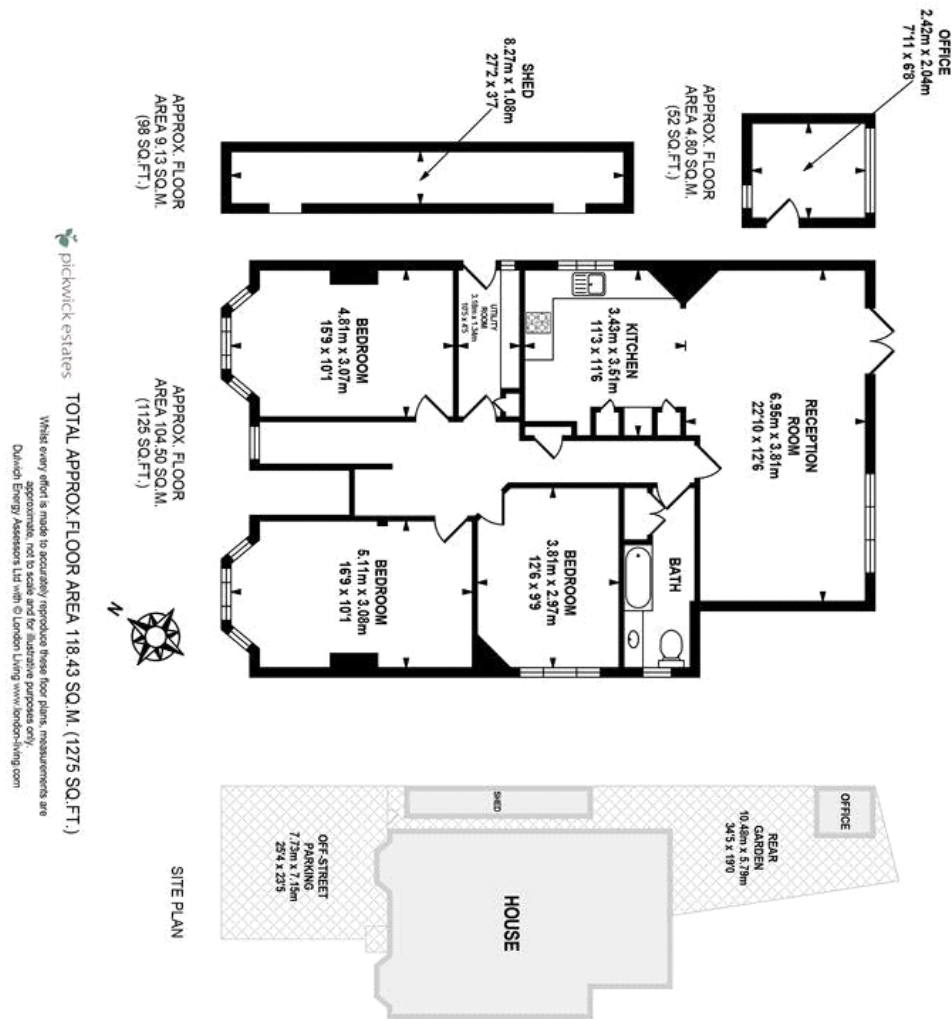 OFFICE
2.42m x 2.04m
7'11 x 6'8
APPROX. FLOOR
AREA 4.80 SQ.M.
(52 SQ.FT.)
SHED
8.27m x 1.08m
27'2 x 3'7
APPROX. FLOOR
AREA 9.13 SQ.M.
(98 SQ.FT.)
RECEPTION
ROOM
6.95m x 3.81m
22'10 x 12'6
KITCHEN
3.43m x 3.51m
11'3 x 11'6
UTILITY
ROOM
3.18m x 1.34m
10'5 x 4'5
BEDROOM
4.81m x 3.07m
15'9 x 10'1
BATH
BEDROOM
3.81m x 2.97m
12'6 x 9'9
BEDROOM
5.11m x 3.08m
16'9 x 10'1
APPROX. FLOOR
AREA 104.50 SQ.M.
(1125 SQ.FT.)
N
OFFICE
REAR
GARDEN
10.48m x 5.79m
34'5 x 19'0
SHED
HOUSE
OFF-STREET
PARKING
7.73m x 7.15m
25'4 x 23'5
SITE PLAN
pickwick estates
TOTAL APPROX.FLOOR AREA 118.43 SQ.M. (1275 SQ.FT.)
Whilst every effort is made to accurately reproduce these floor plans, measurements are
approximate, not to scale and for illustrative purposes only.
Dulwich Energy Assessors Ltd with © London Living www.london-living.com